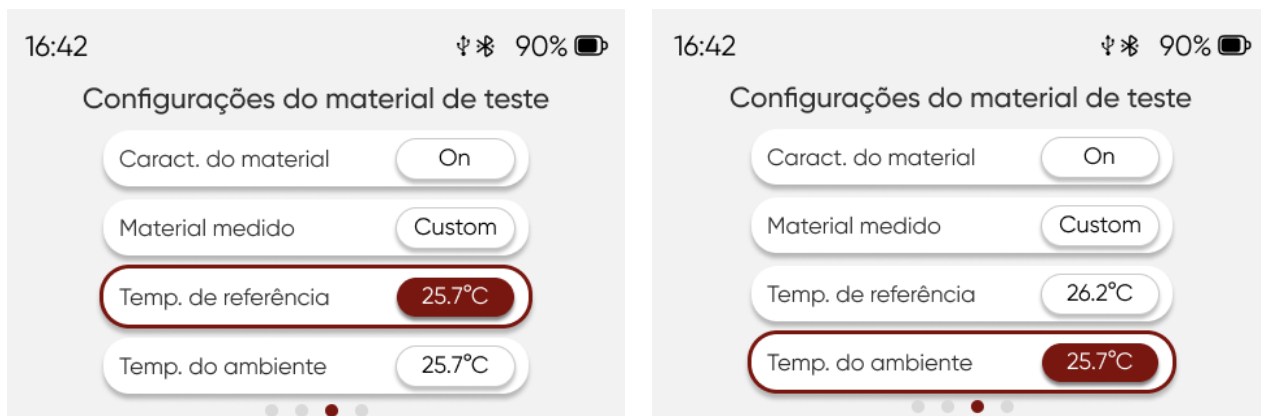 16:42 90%
Configurações do material de teste
Caract. do material On
Material medido Custom
Temp. de referência 25.7°C
Temp. do ambiente 25.7°C
16:42 90%
Configurações do material de teste
Caract. do material On
Material medido Custom
Temp. de referência 26.2°C
Temp. do ambiente 25.7°C